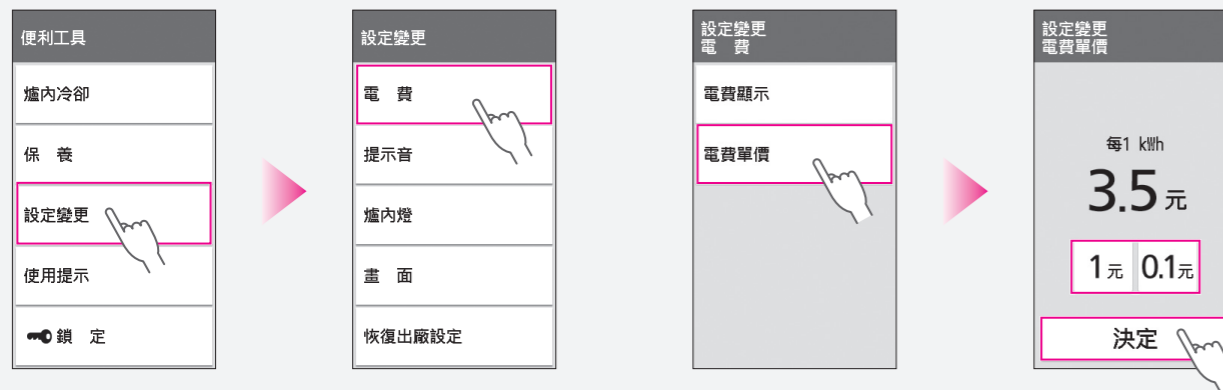 便利工具
爐內冷卻
保 養
設定變更
使用提示
鎖 定
設定變更
電 費
提示音
爐內燈
畫 面
恢復出廠設定
設定變更
電 費
電費顯示
電費單價
設定變更
電費單價
每1 kWh
3.5元
1元 0.1元
決定